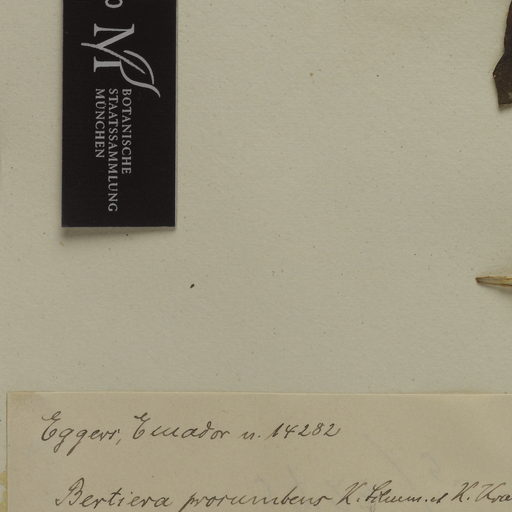 M
BOTANISCHE
STAATSSAMMLUNG
MÜNCHEN
Eggers, Ecuador n. 14282
Bertiera procumbens K. Schum. et K. Kra